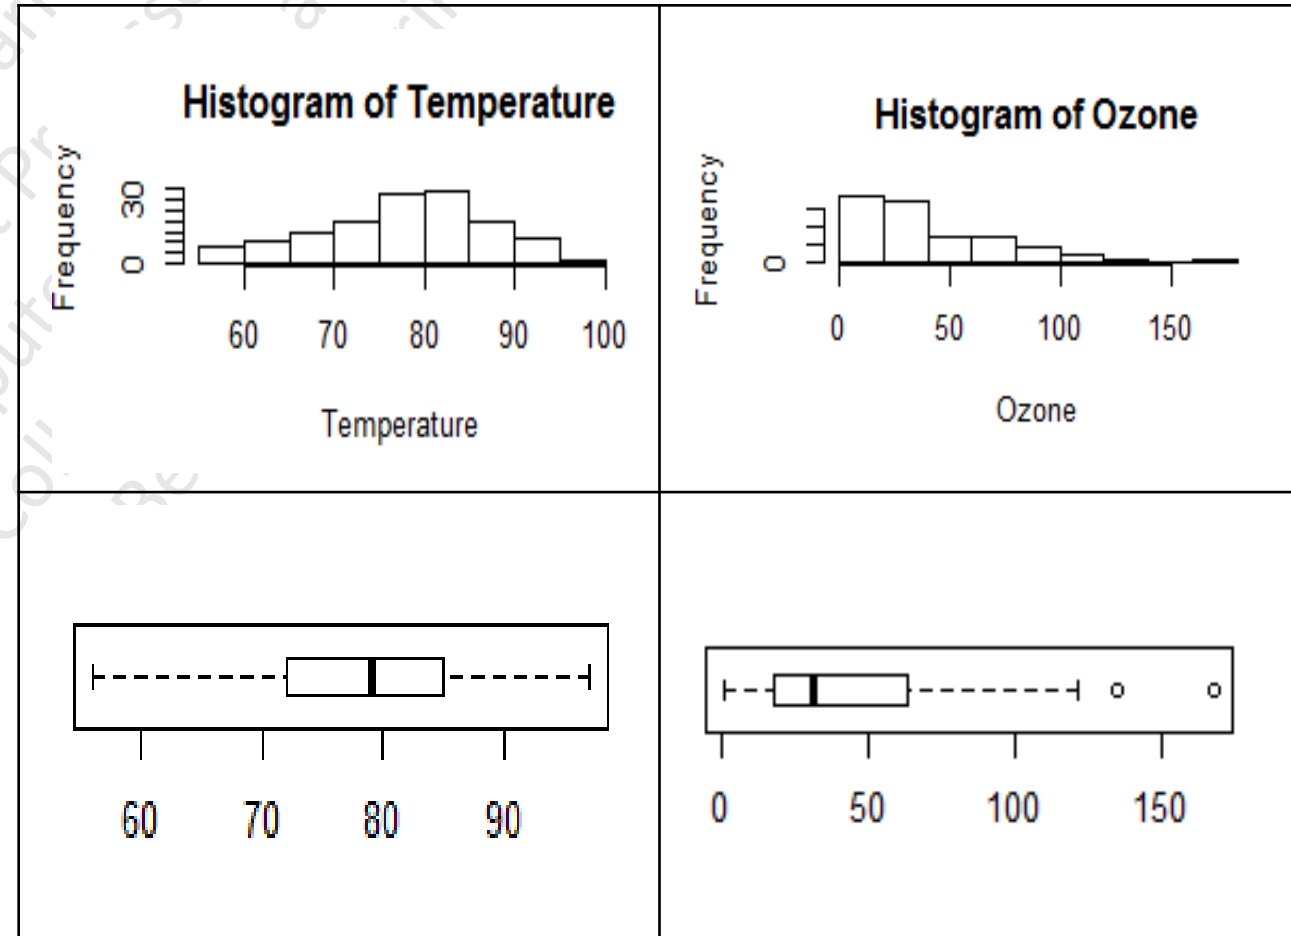 Histogram of Temperature
Frequency
0 30
60 70 80 90 100
Temperature
Histogram of Ozone
Frequency
0
0 50 100 150
Ozone
60 70 80 90
0 50 100 150